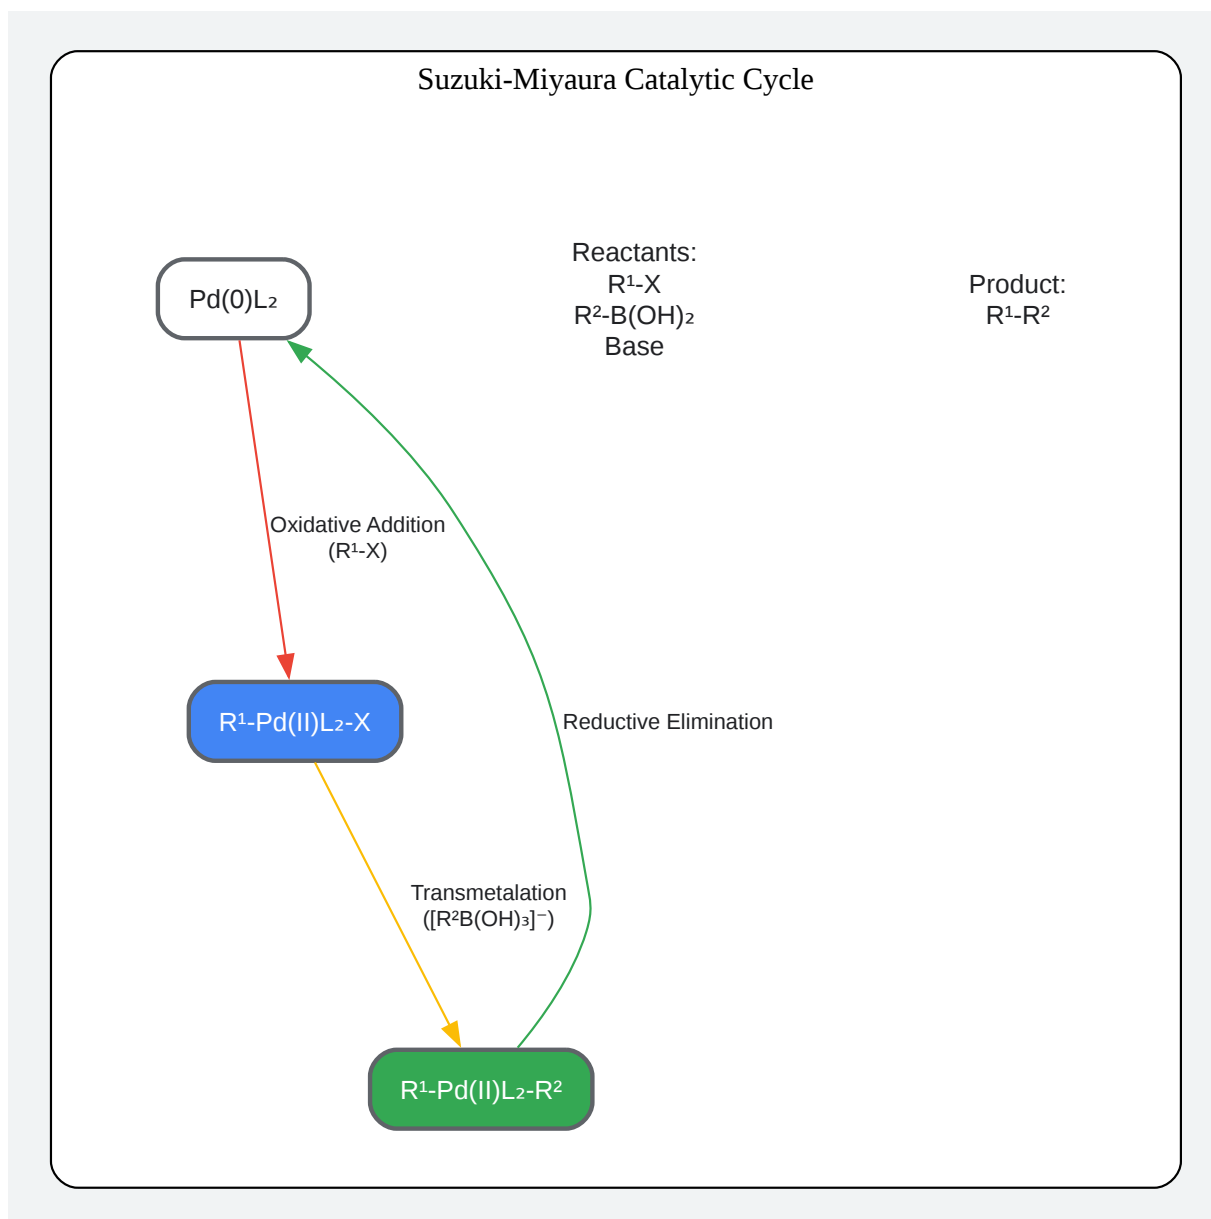 Suzuki-Miyaura Catalytic Cycle
Pd(0)L₂
Reactants:
R¹-X
R²-B(OH)₂
Base
Product:
R¹-R²
Oxidative Addition
(R¹-X)
R¹-Pd(II)L₂-X
Reductive Elimination
Transmetalation
([R²B(OH)₃]⁻)
R¹-Pd(II)L₂-R²